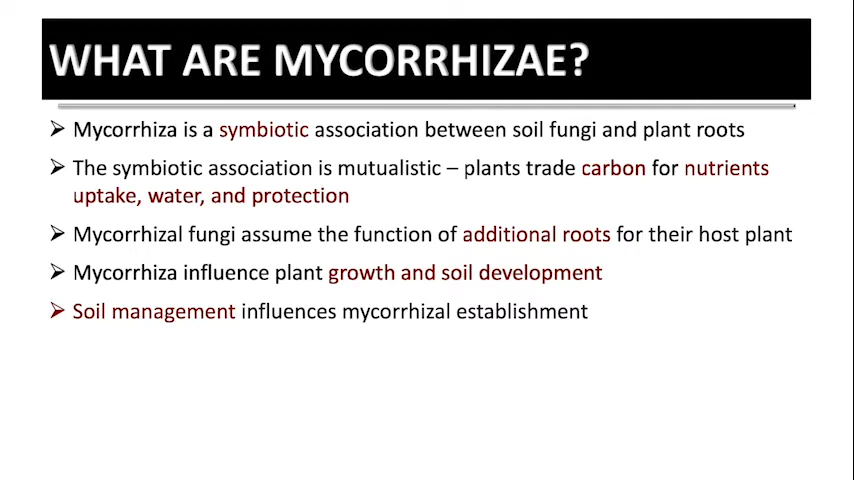 WHAT ARE MYCORRHIZAE?
➢ Mycorrhiza is a symbiotic association between soil fungi and plant roots
➢ The symbiotic association is mutualistic – plants trade carbon for nutrients
uptake, water, and protection
➢ Mycorrhizal fungi assume the function of additional roots for their host plant
➢ Mycorrhiza influence plant growth and soil development
➢ Soil management influences mycorrhizal establishment